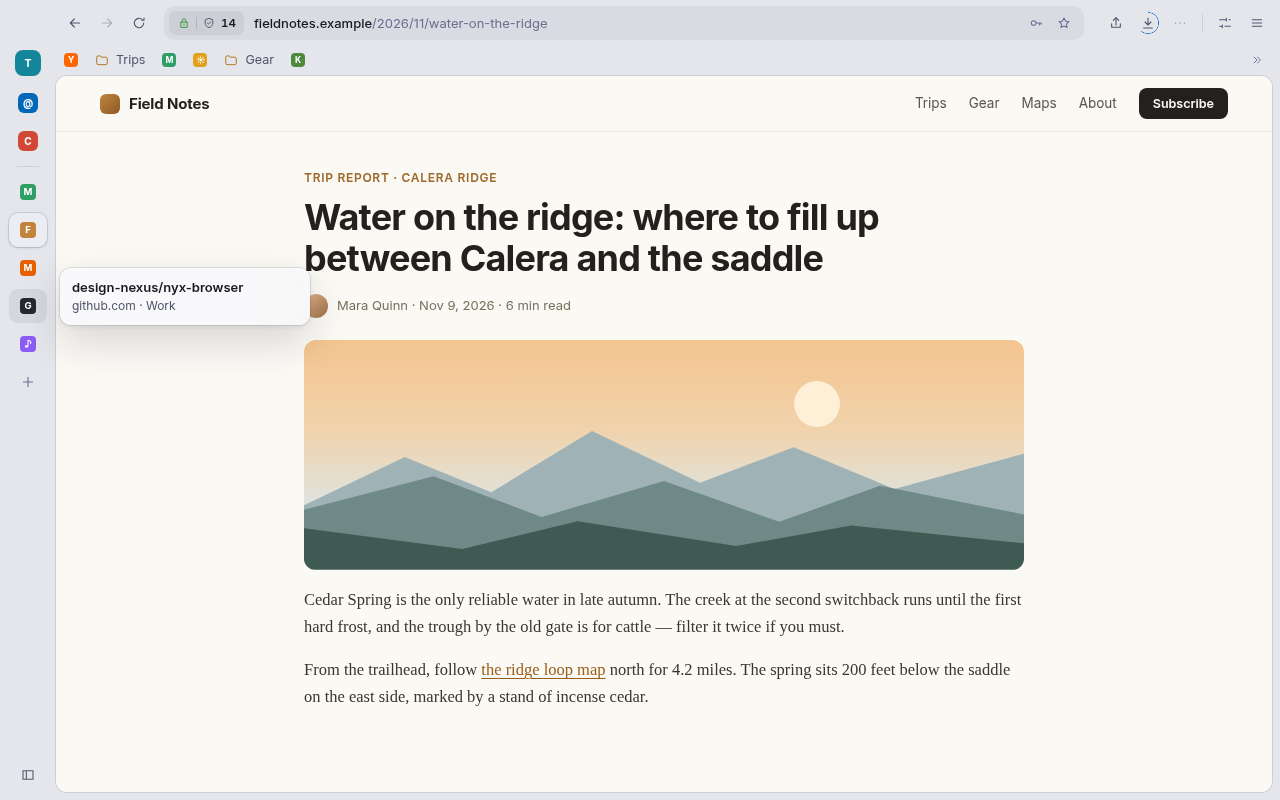 14 fieldnotes.example/2026/11/water-on-the-ridge
T
Y Trips M Gear K
@
C
M
F
M
G
Field Notes
Trips Gear Maps About Subscribe
TRIP REPORT · CALERA RIDGE
Water on the ridge: where to fill up
between Calera and the saddle
design-nexus/nyx-browser
github.com · Work
Mara Quinn · Nov 9, 2026 · 6 min read
Cedar Spring is the only reliable water in late autumn. The creek at the second switchback runs until the first
hard frost, and the trough by the old gate is for cattle — filter it twice if you must.
From the trailhead, follow the ridge loop map north for 4.2 miles. The spring sits 200 feet below the saddle
on the east side, marked by a stand of incense cedar.